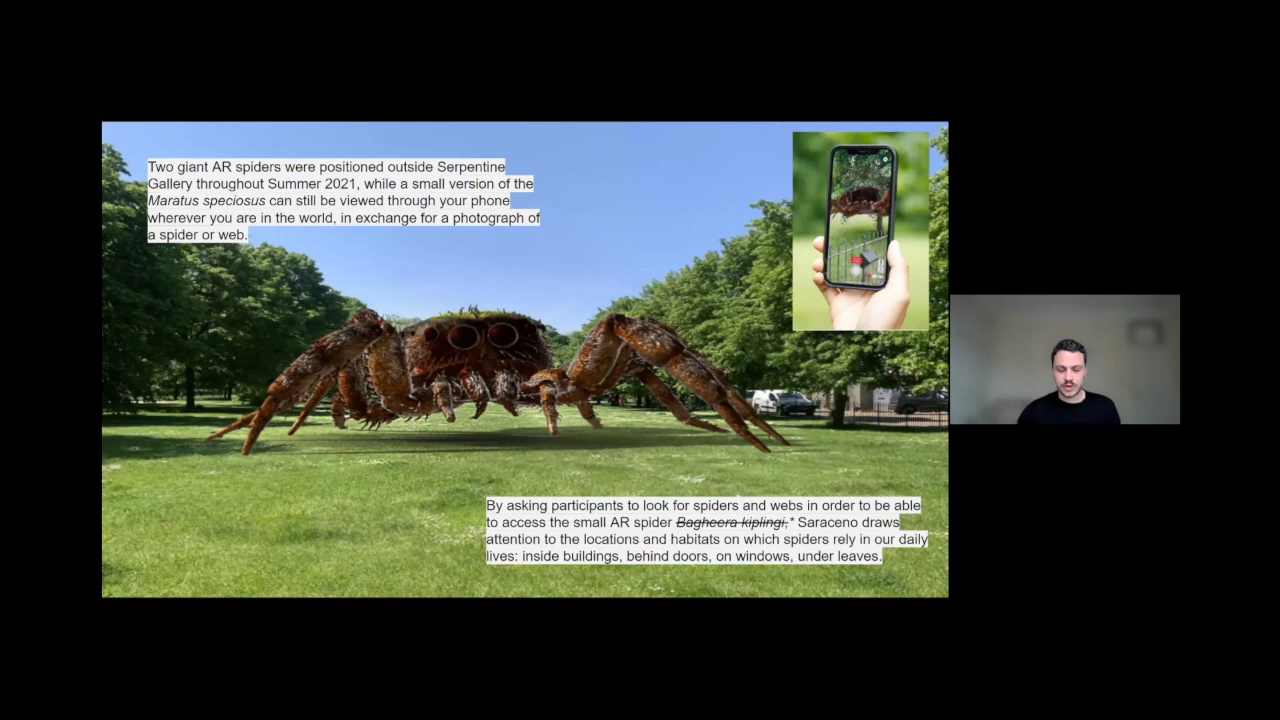 Two giant AR spiders were positioned outside Serpentine
Gallery throughout Summer 2021, while a small version of the
Maratus speciosus can still be viewed through your phone
wherever you are in the world, in exchange for a photograph of
a spider or web.
By asking participants to look for spiders and webs in order to be able
to access the small AR spider Bagheera kiplingi,* Saraceno draws
attention to the locations and habitats on which spiders rely in our daily
lives: inside buildings, behind doors, on windows, under leaves.